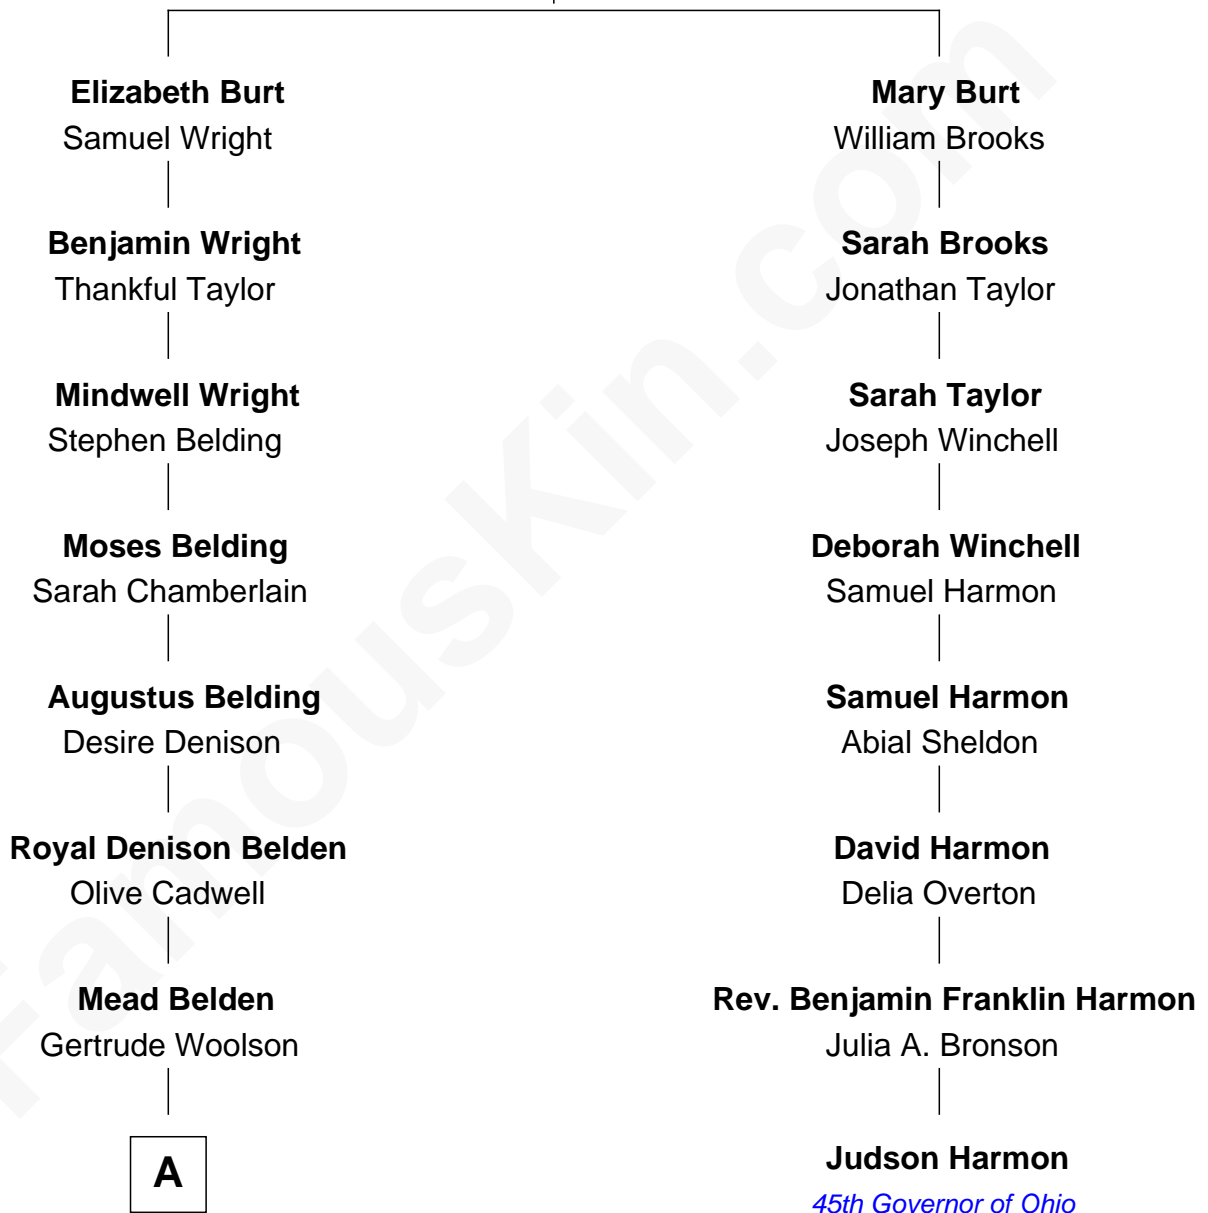 Elizabeth Burt
Samuel Wright
Benjamin Wright
Thankful Taylor
Mindwell Wright
Stephen Belding
Moses Belding
Sarah Chamberlain
Augustus Belding
Desire Denison
Royal Denison Belden
Olive Cadwell
Mead Belden
Gertrude Woolson
A
Mary Burt
William Brooks
Sarah Brooks
Jonathan Taylor
Sarah Taylor
Joseph Winchell
Deborah Winchell
Samuel Harmon
Samuel Harmon
Abial Sheldon
David Harmon
Delia Overton
Rev. Benjamin Franklin Harmon
Julia A. Bronson
Judson Harmon
45th Governor of Ohio
FamousKin.com